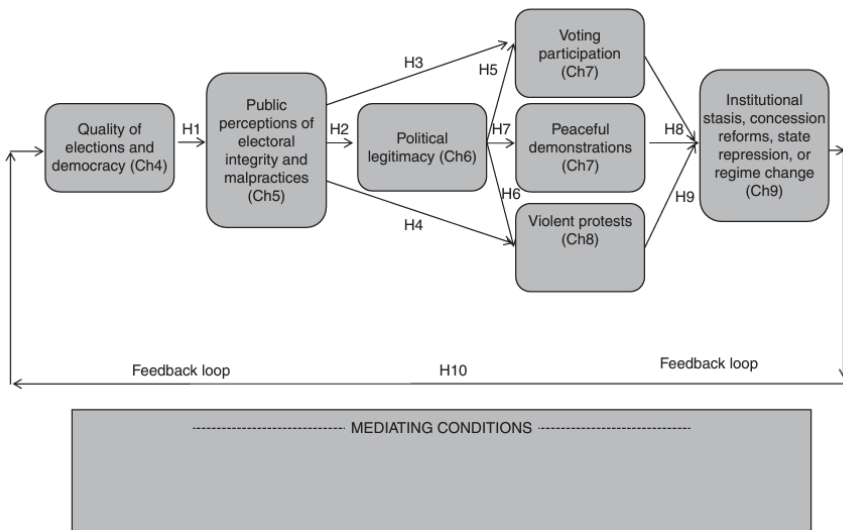 Quality of
elections and
democracy (Ch4)
H1
Public
perceptions of
electoral
integrity and
malpractices
(Ch5)
H2
H3
H4
Political
legitimacy (Ch6)
H5
H7
H6
Voting
participation
(Ch7)
Peaceful
demonstrations
(Ch7)
Violent protests
(Ch8)
H8
H9
Institutional
stasis, concession
reforms, state
repression, or
regime change
(Ch9)
Feedback loop
H10
Feedback loop
MEDIATING CONDITIONS